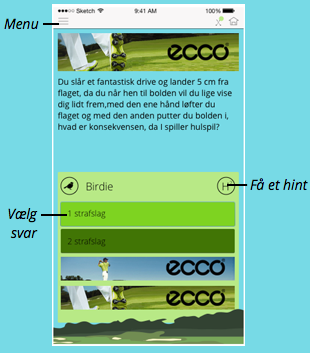 Menu
Sketch
9:41 AM
100%
ecco
Du slår et fantastisk drive og lander 5 cm fra
flaget, da du når hen til bolden vil du lige vise
dig lidt frem,med den ene hånd løfter du
flaget og med den anden putter du bolden i,
hvad er konsekvensen, da I spiller hulspil?
Birdie
H
Få et hint
Vælg
svar
1 strafslag
2 strafslag
ecco
ecco